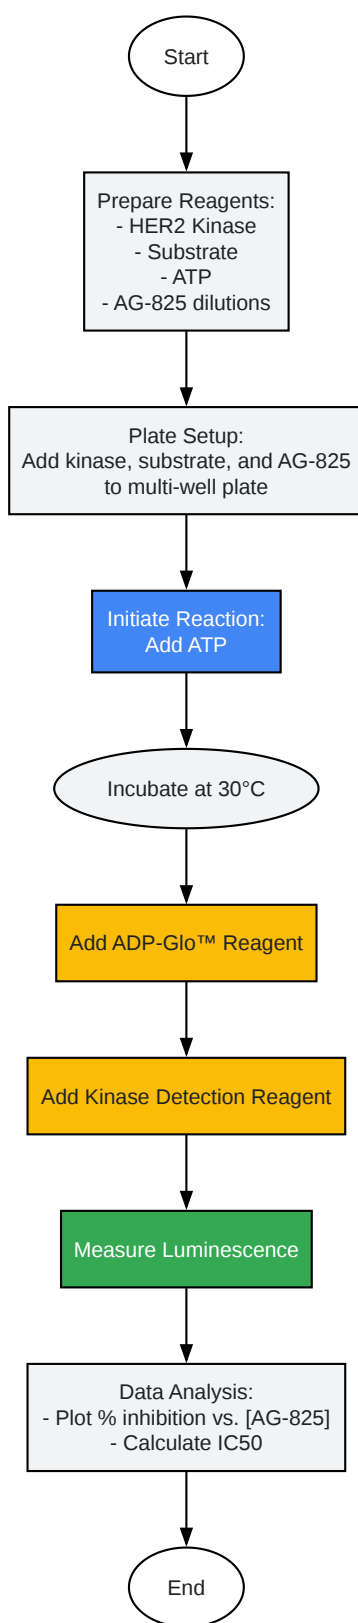 Start
Prepare Reagents:
- HER2 Kinase
- Substrate
- ATP
- AG-825 dilutions
Plate Setup:
Add kinase, substrate, and AG-825
to multi-well plate
Initiate Reaction:
Add ATP
Incubate at 30°C
Add ADP-Glo™ Reagent
Add Kinase Detection Reagent
Measure Luminescence
Data Analysis:
- Plot % inhibition vs. [AG-825]
- Calculate IC50
End